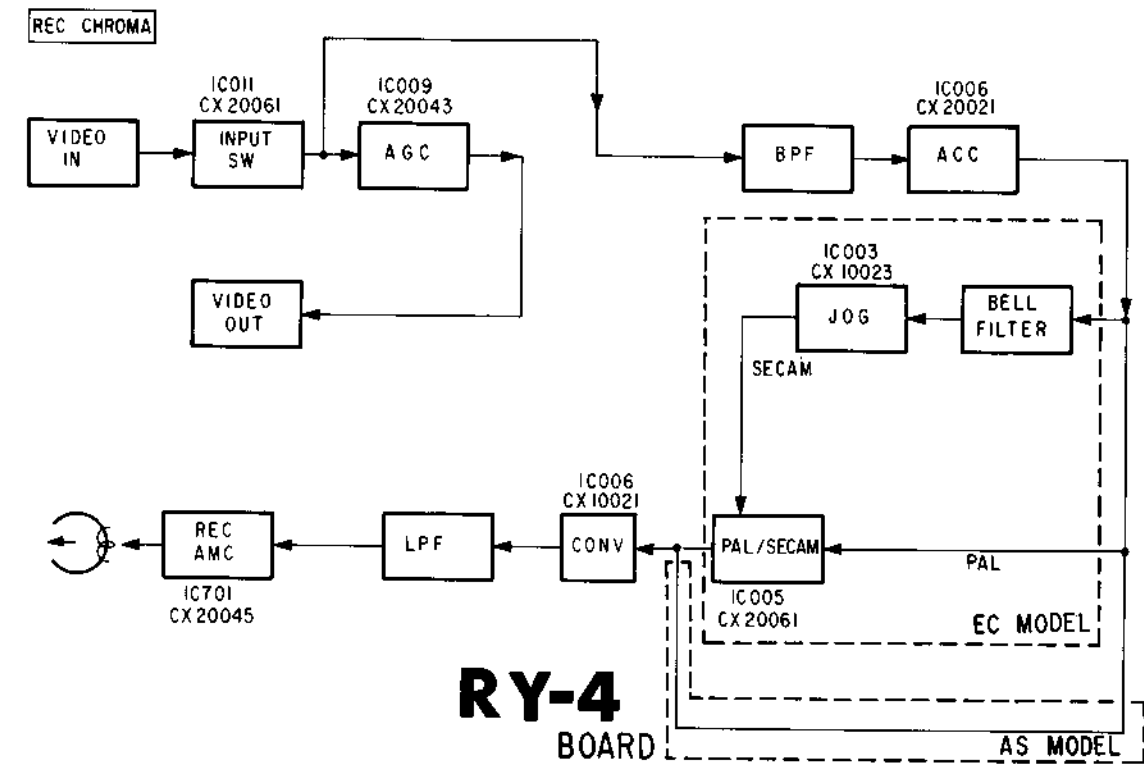 REC CHROMA
IC011
CX20061
IC009
CX20043
IC006
CX20021
VIDEO
IN
INPUT
SW
AGC
BPF
ACC
IC003
CX 10023
VIDEO
OUT
JOG
BELL
FILTER
SECAM
IC006
CX10021
REC
AMC
LPF
CONV
PAL/SECAM
PAL
IC701
CX20045
IC005
CX20061
EC MODEL
RY-4
BOARD
AS MODEL